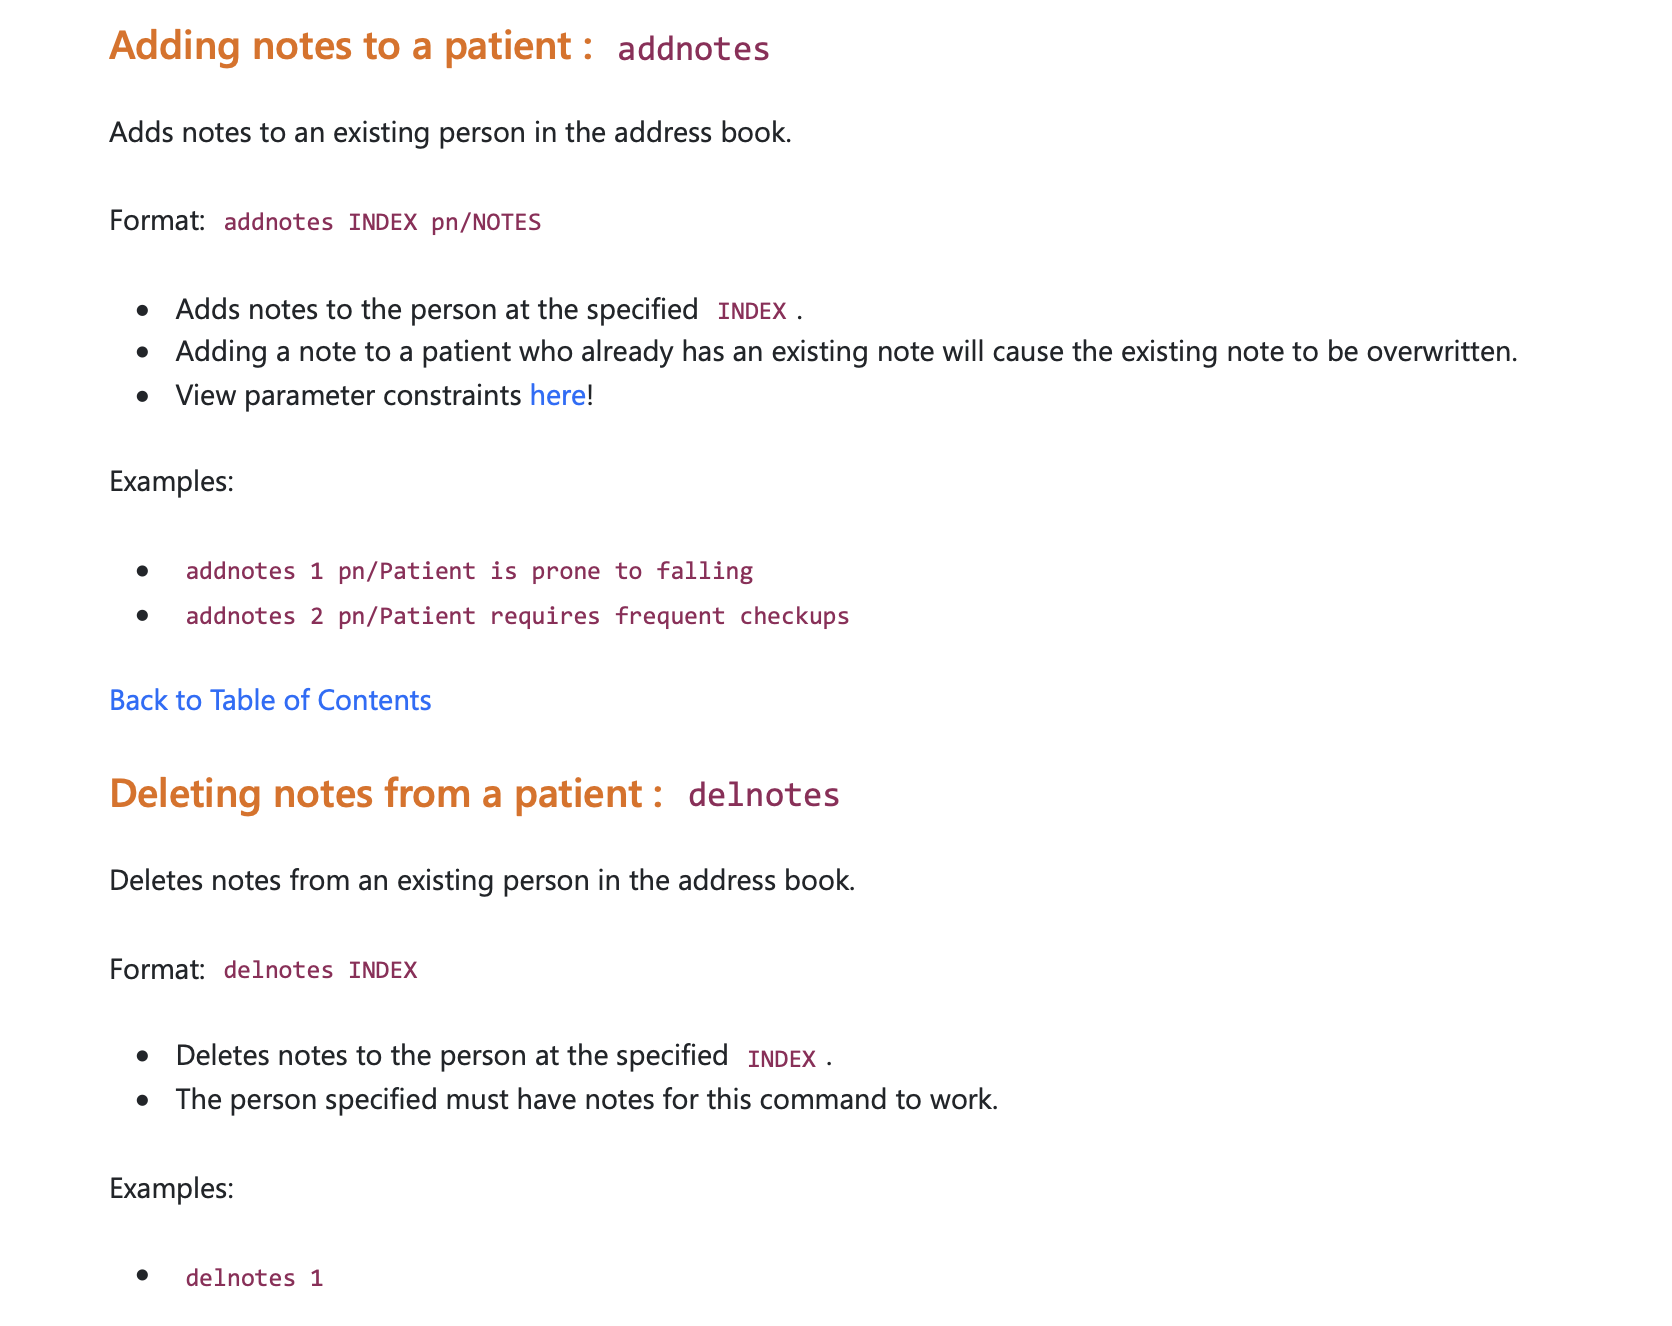 Adding notes to a patient : addnotes
Adds notes to an existing person in the address book.
Format: addnotes INDEX pn/NOTES
• Adds notes to the person at the specified INDEX .
• Adding a note to a patient who already has an existing note will cause the existing note to be overwritten.
• View parameter constraints here!
Examples:
• addnotes 1 pn/Patient is prone to falling
• addnotes 2 pn/Patient requires frequent checkups
Back to Table of Contents
Deleting notes from a patient : delnotes
Deletes notes from an existing person in the address book.
Format: delnotes INDEX
• Deletes notes to the person at the specified INDEX .
• The person specified must have notes for this command to work.
Examples:
• delnotes 1